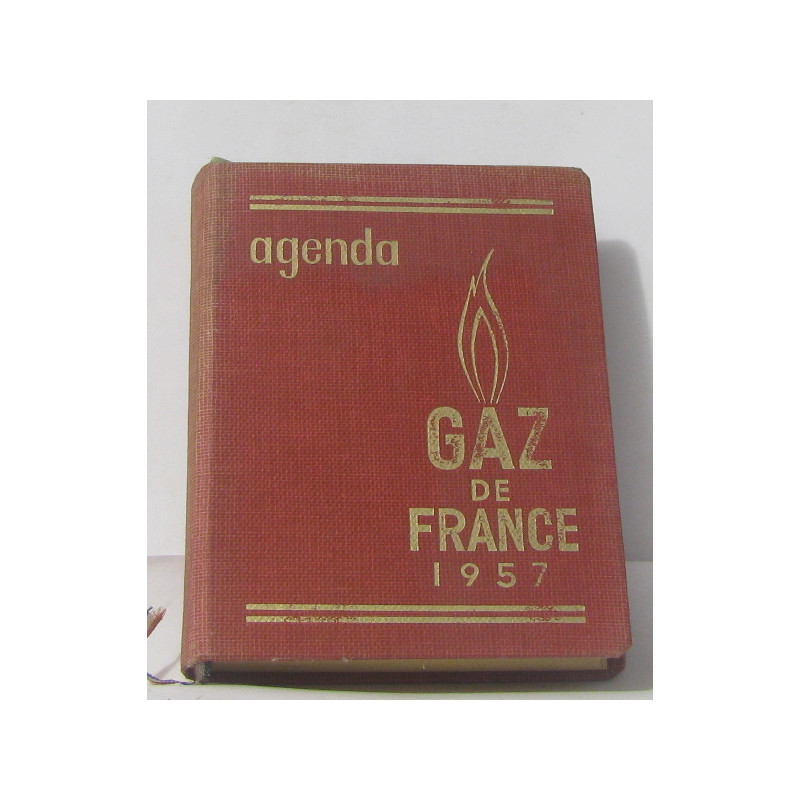 agenda
GAZ
DE
FRANCE
1957